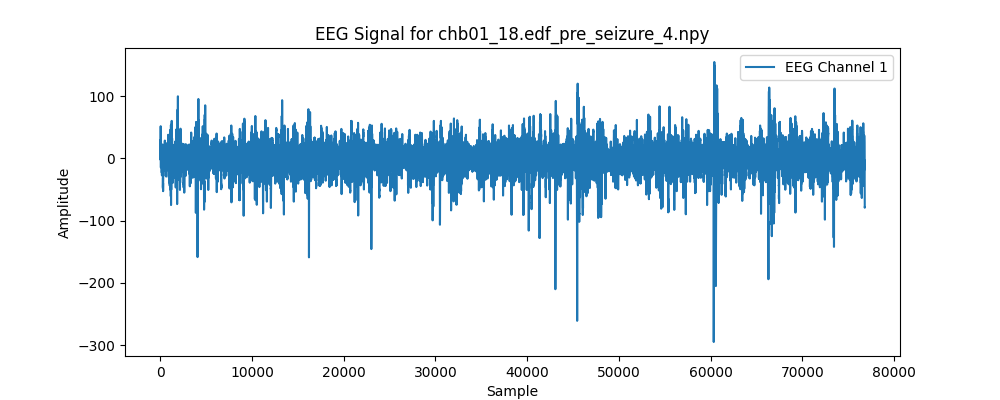 EEG Signal for chb01_18.edf_pre_seizure_4.npy
EEG Channel 1
100
0
−100
−200
−300
Amplitude
0 10000 20000 30000 40000 50000 60000 70000 80000
Sample